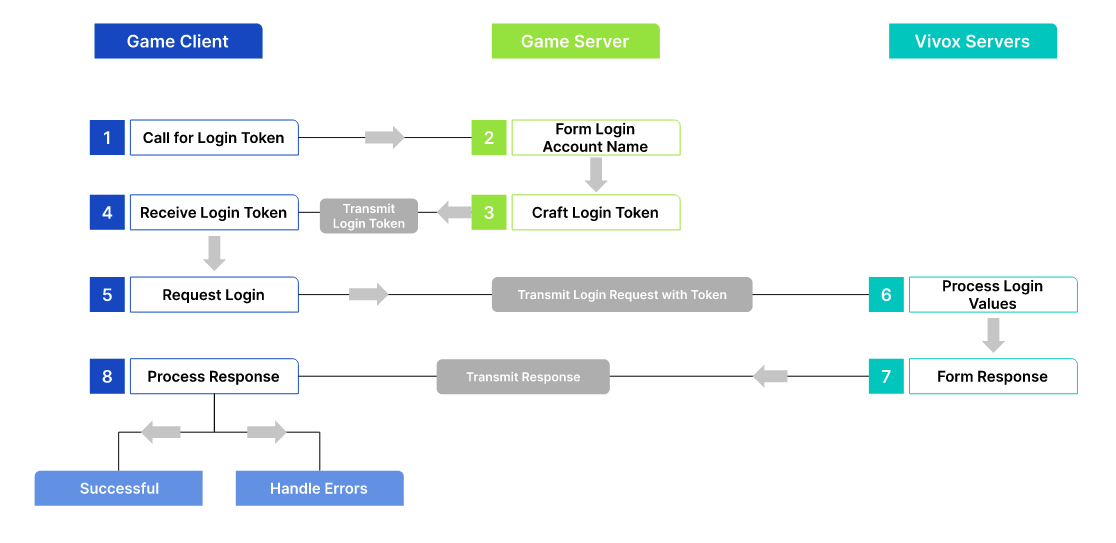 Game Client
Game Server
Vivox Servers
1
Call for Login Token
2
Form Login
Account Name
4
Receive Login Token
Transmit
Login Token
3
Craft Login Token
5
Request Login
Transmit Login Request with Token
6
Process Login
Values
8
Process Response
Transmit Response
7
Form Response
Successful
Handle Errors